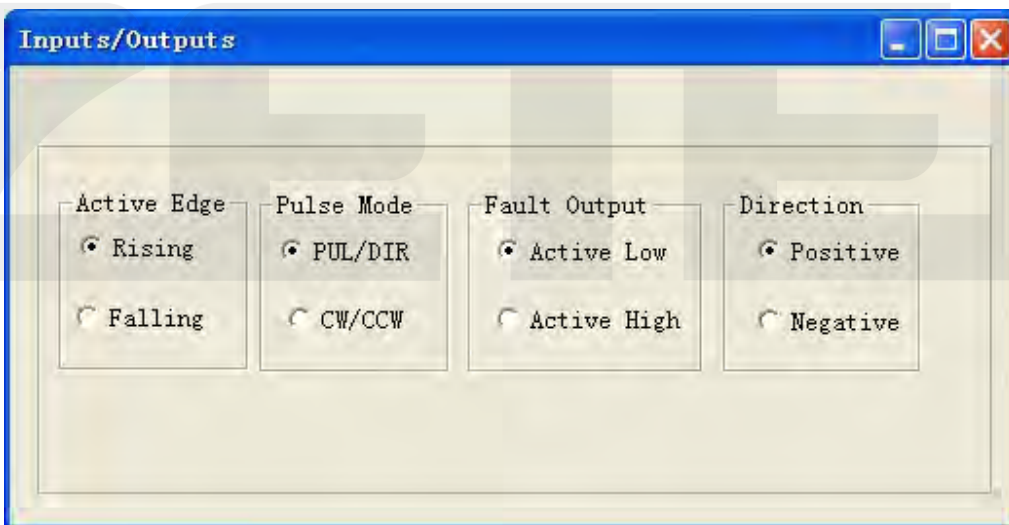 Inputs/Outputs
Active Edge
Rising
Falling
Pulse Mode
PUL/DIR
CW/CCW
Fault Output
Active Low
Active High
Direction
Positive
Negative